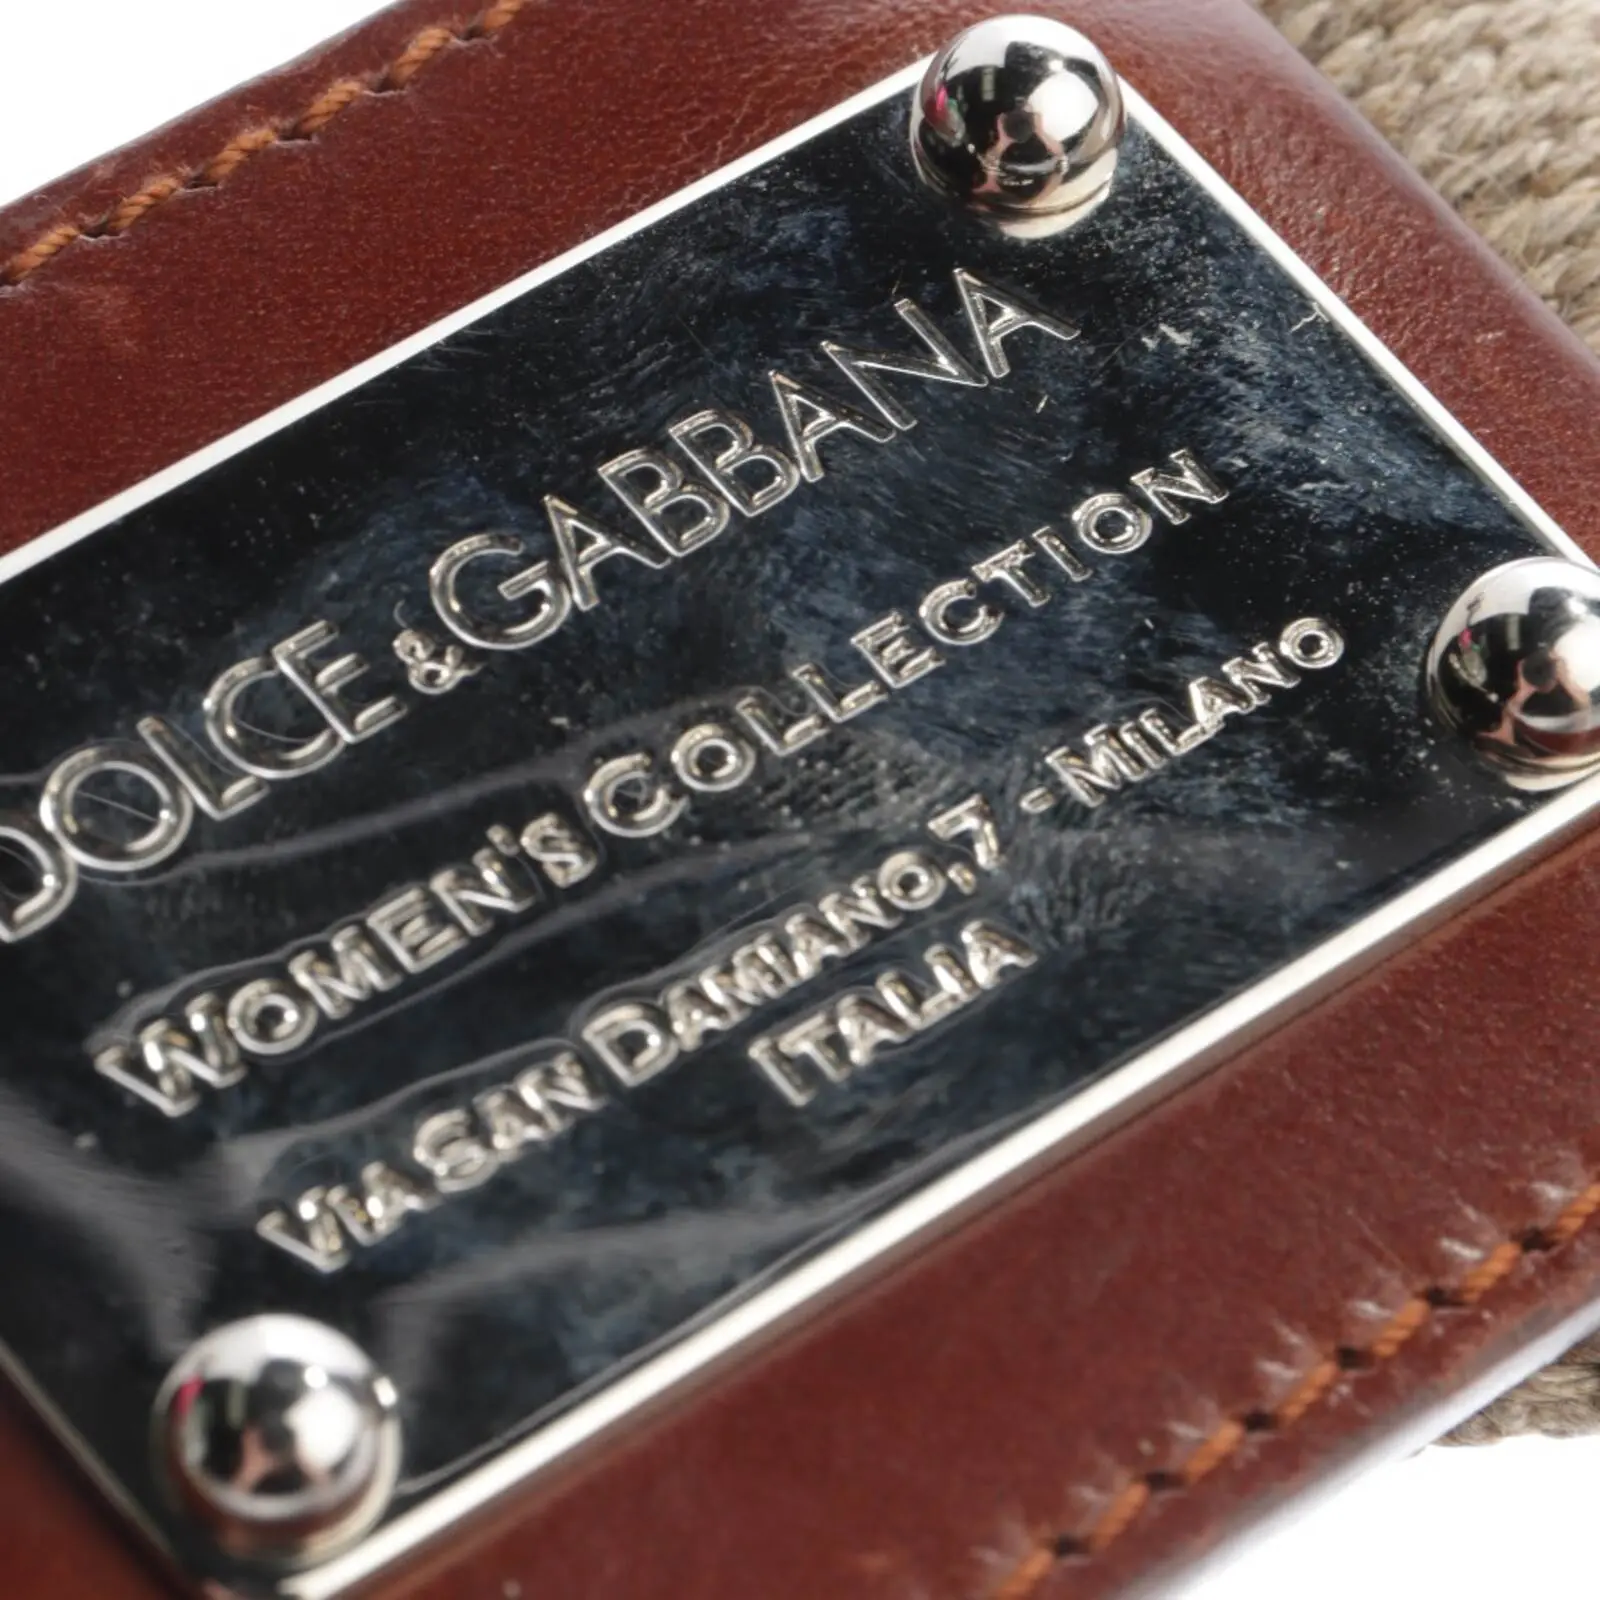 DOLCE & GABBANA
WOMEN'S COLLECTION
VIA SAN DAMIANO,7 - MILANO
ITALIA